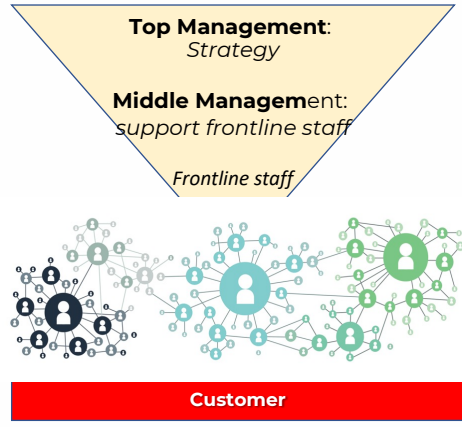 Top Management:
Strategy
Middle Management:
support frontline staff
Frontline staff
Customer